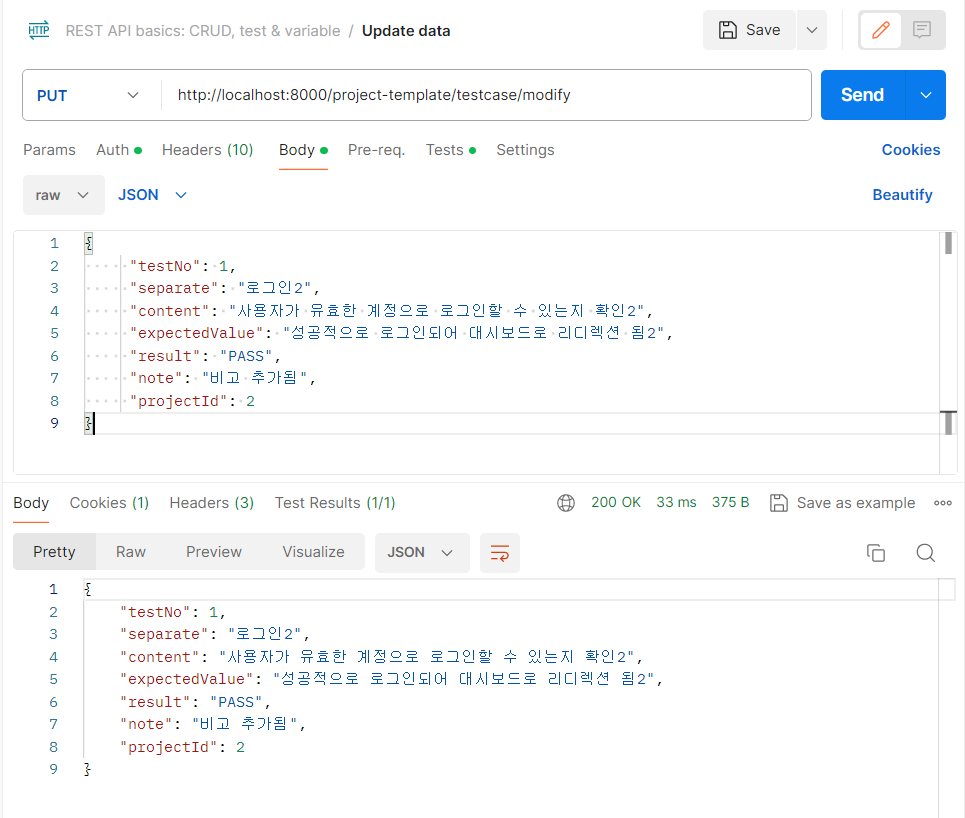 HTTP REST API basics: CRUD, test & variable / Update data Save
PUT http://localhost:8000/project-template/testcase/modify Send
Params Auth Headers (10) Body Pre-req. Tests Settings Cookies
raw JSON Beautify
1 {
2 "testNo": 1,
3 "separate": "로그인2",
4 "content": "사용자가 유효한 계정으로 로그인할 수 있는지 확인2",
5 "expectedValue": "성공적으로 로그인되어 대시보드로 리디렉션 됨2",
6 "result": "PASS",
7 "note": "비고 추가됨",
8 "projectId": 2
9 }
Body Cookies (1) Headers (3) Test Results (1/1) 200 OK 33 ms 375 B Save as example
Pretty Raw Preview Visualize JSON
1 {
2 "testNo": 1,
3 "separate": "로그인2",
4 "content": "사용자가 유효한 계정으로 로그인할 수 있는지 확인2",
5 "expectedValue": "성공적으로 로그인되어 대시보드로 리디렉션 됨2",
6 "result": "PASS",
7 "note": "비고 추가됨",
8 "projectId": 2
9 }